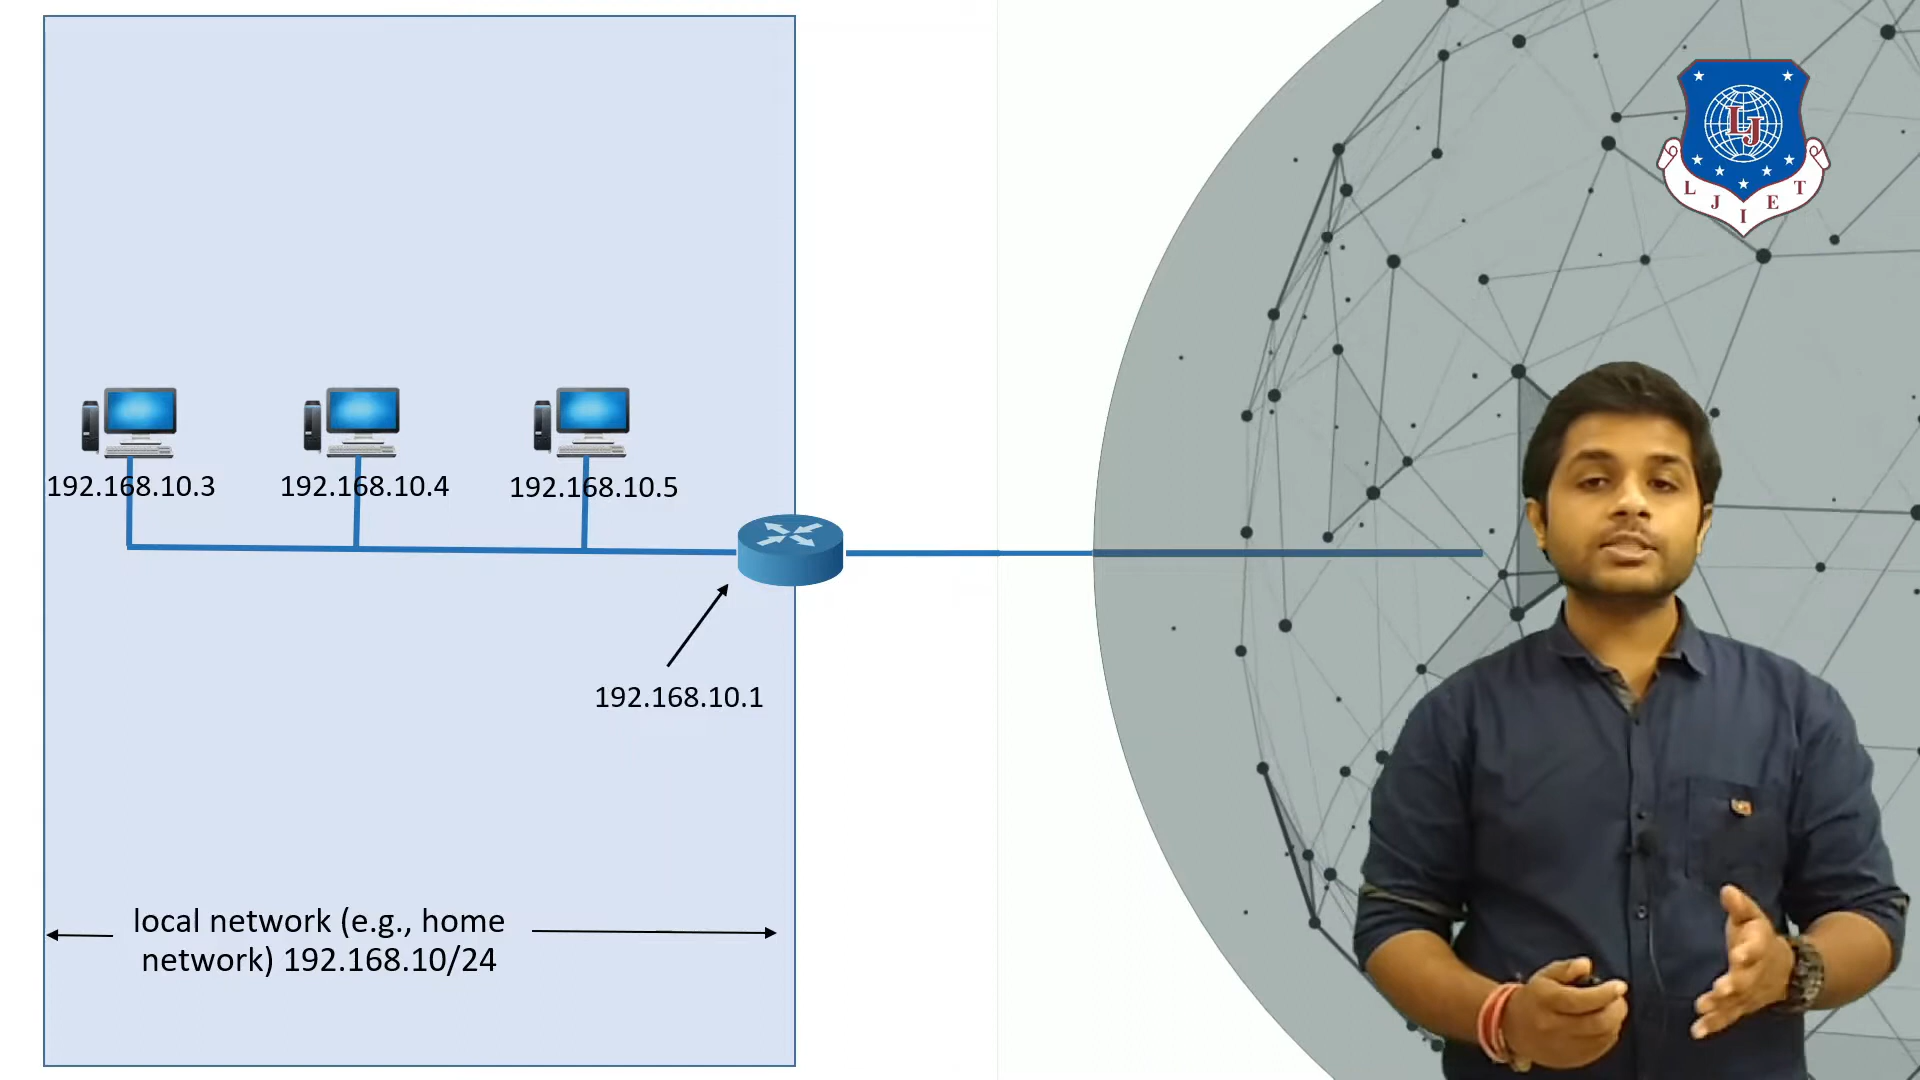 192.168.10.3
192.168.10.4
192.168.10.5
192.168.10.1
local network (e.g., home
network) 192.168.10/24
LJ
L J I E T